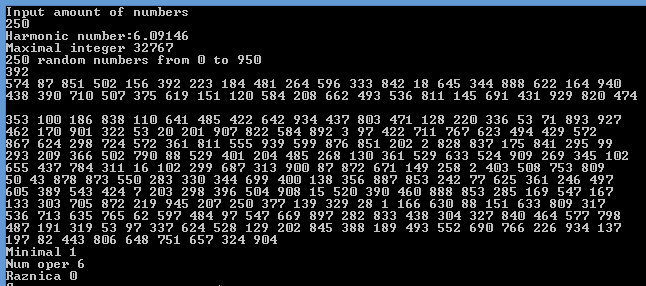 Input amount of numbers
250
Harmonic number:6.09146
Maximal integer 32767
250 random numbers from 0 to 950
392
574 87 851 502 156 392 223 184 481 264 596 333 842 18 645 344 888 622 164 940
438 390 710 507 375 619 151 120 584 208 662 493 536 811 145 691 431 929 820 474
353 100 186 838 110 641 485 422 642 934 437 803 471 128 220 336 53 71 893 927
462 170 901 322 53 20 201 907 822 584 892 3 97 422 711 767 623 494 429 572
867 624 298 724 572 361 811 555 939 599 876 851 202 2 828 837 175 841 295 99
293 209 366 502 790 88 529 401 204 485 268 130 361 529 633 524 909 269 345 102
655 437 784 311 16 102 299 687 313 900 87 872 671 149 258 2 403 508 753 809
50 43 878 873 550 283 330 344 699 400 138 356 887 853 242 77 625 361 246 497
605 389 543 424 7 203 298 396 504 908 15 520 390 460 888 853 285 169 547 167
133 303 705 872 219 945 207 250 377 139 329 28 1 166 630 88 151 633 809 317
536 713 635 765 62 597 484 97 547 669 897 282 833 438 304 327 840 464 577 798
487 191 319 53 97 337 624 528 129 202 845 388 189 493 552 690 766 226 934 137
197 82 443 806 648 751 657 324 904
Minimal 1
Num oper 6
Raznica 0